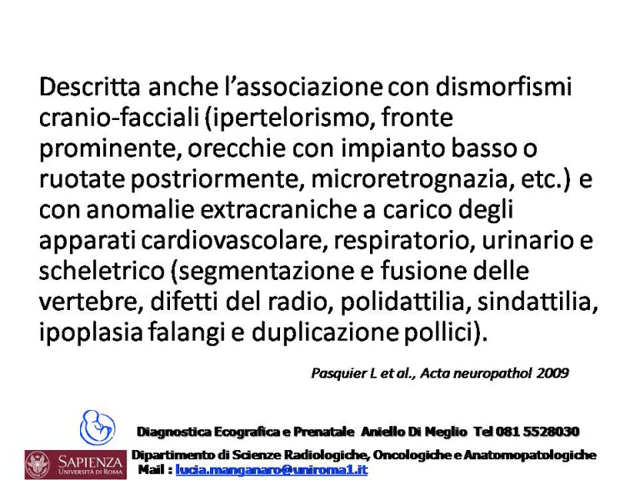 Descritta anche l'associazione con dismorfismi
cranio-facciali (ipertelorismo, fronte
prominente, orecchie con impianto basso o
ruotate postriormente, microretrognazia, etc.) e
con anomalie extracraniche a carico degli
apparati cardiovascolare, respiratorio, urinario e
scheletrico (segmentazione e fusione delle
vertebre, difetti del radio, polidattilia, sindattilia,
ipoplasia falangi e duplicazione pollici).
Pasquier L et al., Acta neuropathol 2009
Diagnostica Ecografica e Prenatale Aniello Di Meglio Tel 081 5528030
SAPIENZA
UNIVERSITÀ DI ROMA
Dipartimento di Scienze Radiologiche, Oncologiche e Anatomopatologiche
Mail : lucia.manganaro@uniroma1.it